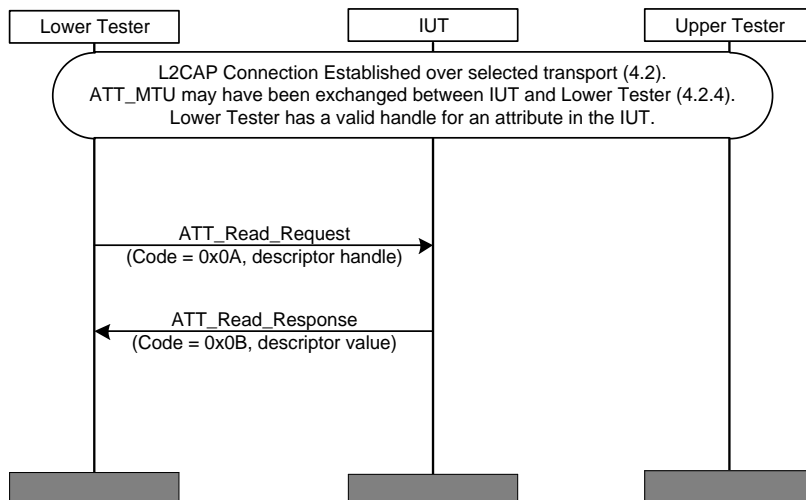 Lower Tester
IUT
Upper Tester
L2CAP Connection Established over selected transport (4.2).
ATT_MTU may have been exchanged between IUT and Lower Tester (4.2.4).
Lower Tester has a valid handle for an attribute in the IUT.
ATT_Read_Request
(Code = 0x0A, descriptor handle)
ATT_Read_Response
(Code = 0x0B, descriptor value)